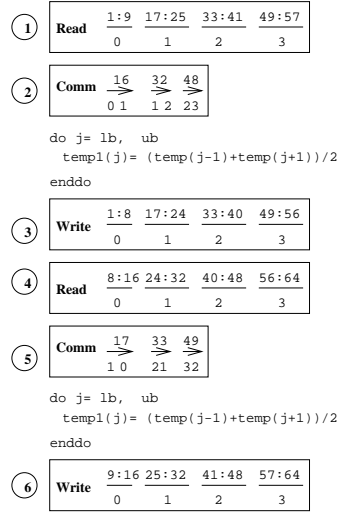 1 Read 1:9 17:25 33:41 49:57
0 1 2 3
2 Comm 16 32 48
0 1 1 2 23
do j= lb, ub
temp1(j)= (temp(j-1)+temp(j+1))/2
enddo
3 Write 1:8 17:24 33:40 49:56
0 1 2 3
4 Read 8:16 24:32 40:48 56:64
0 1 2 3
5 Comm 17 33 49
1 0 21 32
do j= lb, ub
temp1(j)= (temp(j-1)+temp(j+1))/2
enddo
6 Write 9:16 25:32 41:48 57:64
0 1 2 3